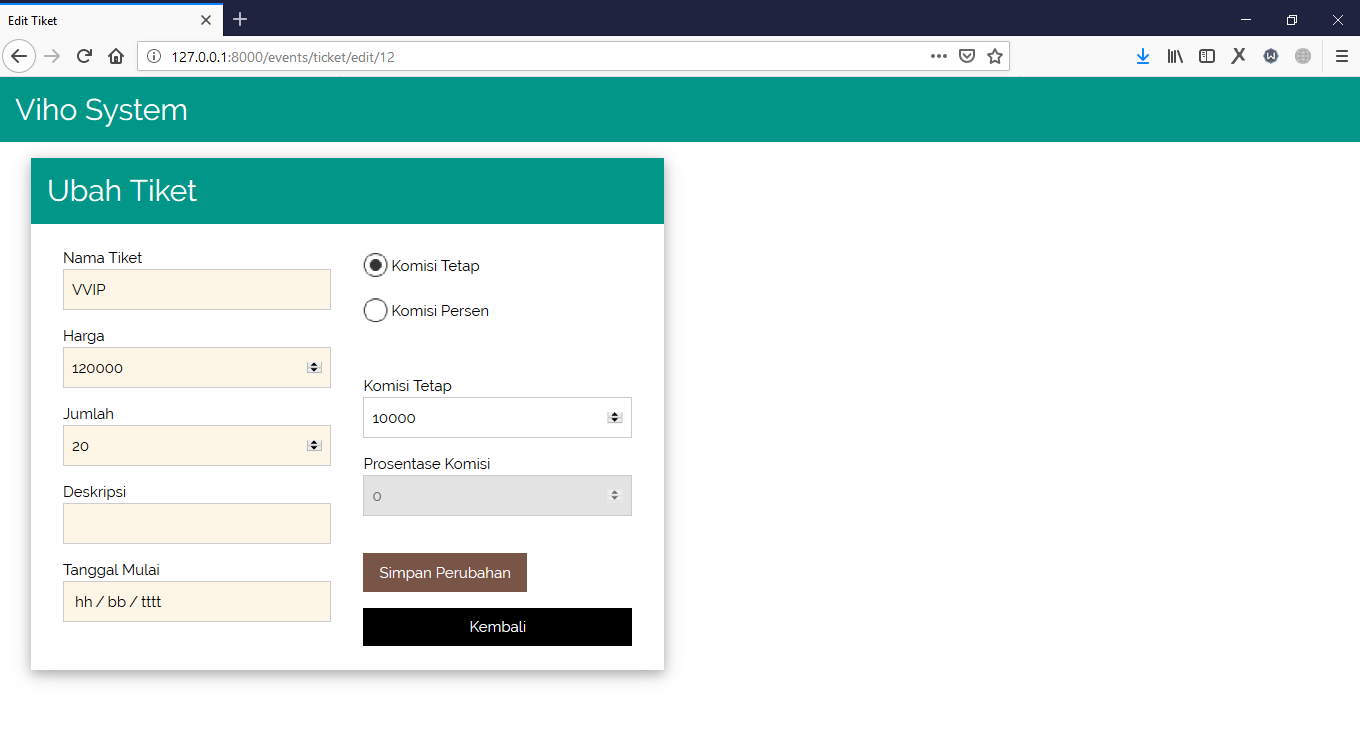 Edit Tiket
127.0.0.1:8000/events/ticket/edit/12
Viho System
Ubah Tiket
Nama Tiket
VVIP
Harga
120000
Jumlah
20
Deskripsi
Tanggal Mulai
hh / bb / tttt
Komisi Tetap
Komisi Persen
Komisi Tetap
10000
Prosentase Komisi
0
Simpan Perubahan
Kembali